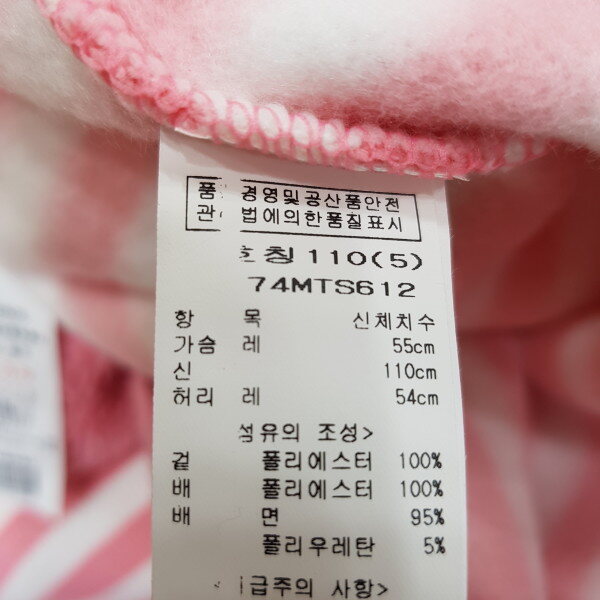 품 경영및공산품안전
관 법에의한품질표시
호칭110(5)
74MTS612
항 목 신체치수
가슴 레 55cm
신 110cm
허리 레 54cm
섬유의 조성>
겉 폴리에스터 100%
배 폴리에스터 100%
배 면 95%
폴리우레탄 5%
급주의 사항>